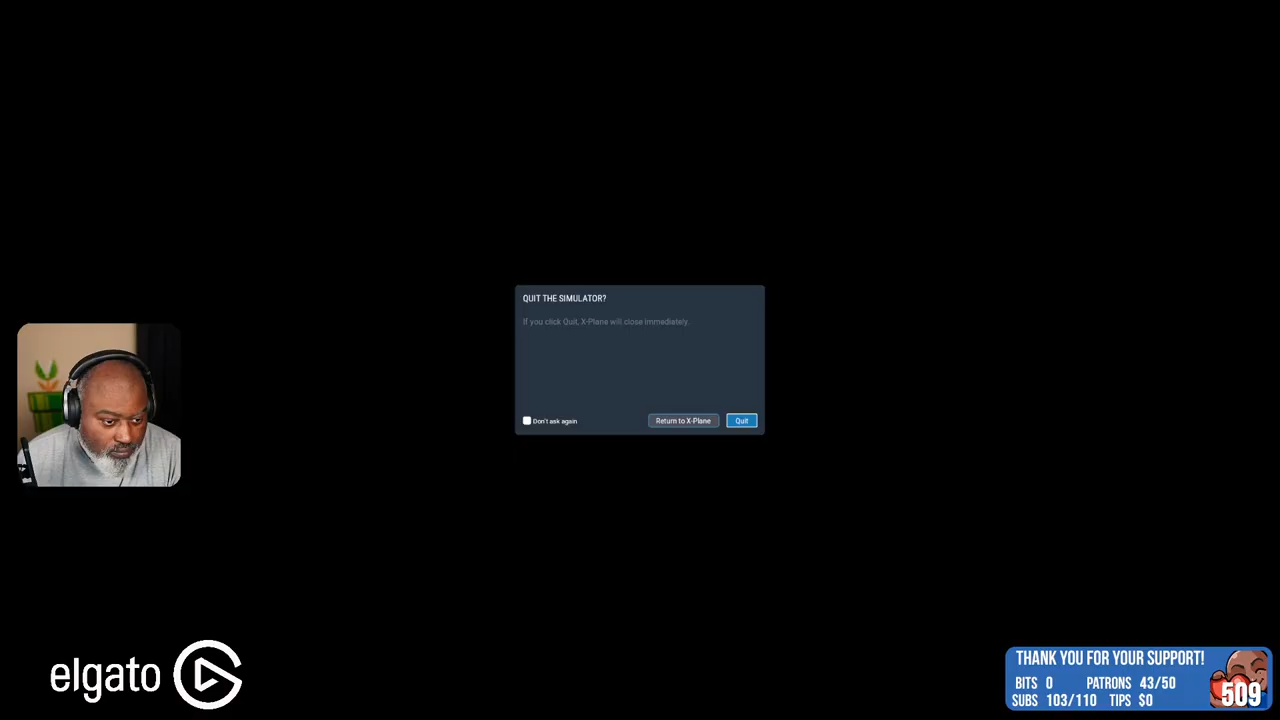 QUIT THE SIMULATOR?
If you click Quit, X-Plane will close immediately.
Don't ask again
Return to X-Plane
Quit
elgato
THANK YOU FOR YOUR SUPPORT!
BITS 0 PATRONS 43/50
SUBS 103/110 TIPS $0
509